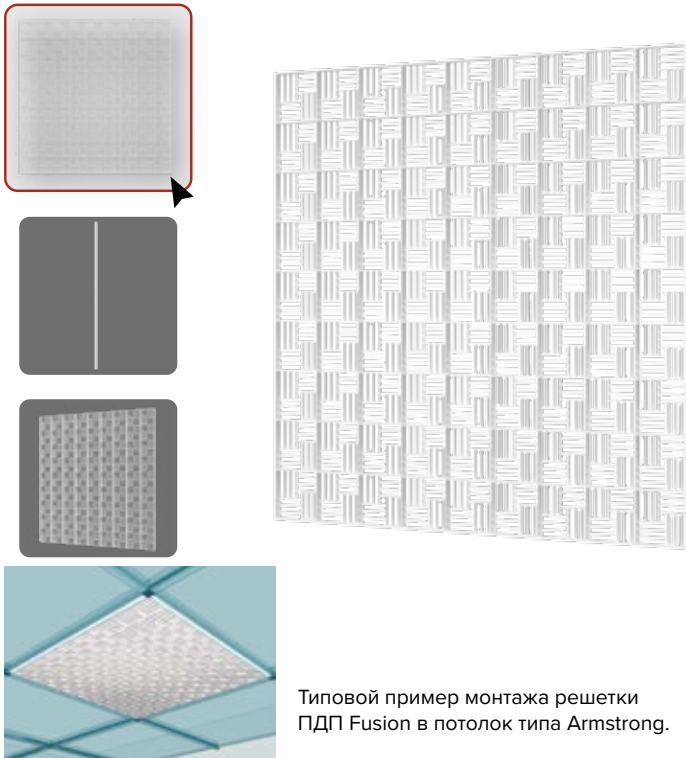 Типовой пример монтажа решетки
ПДП Fusion в потолок типа Armstrong.